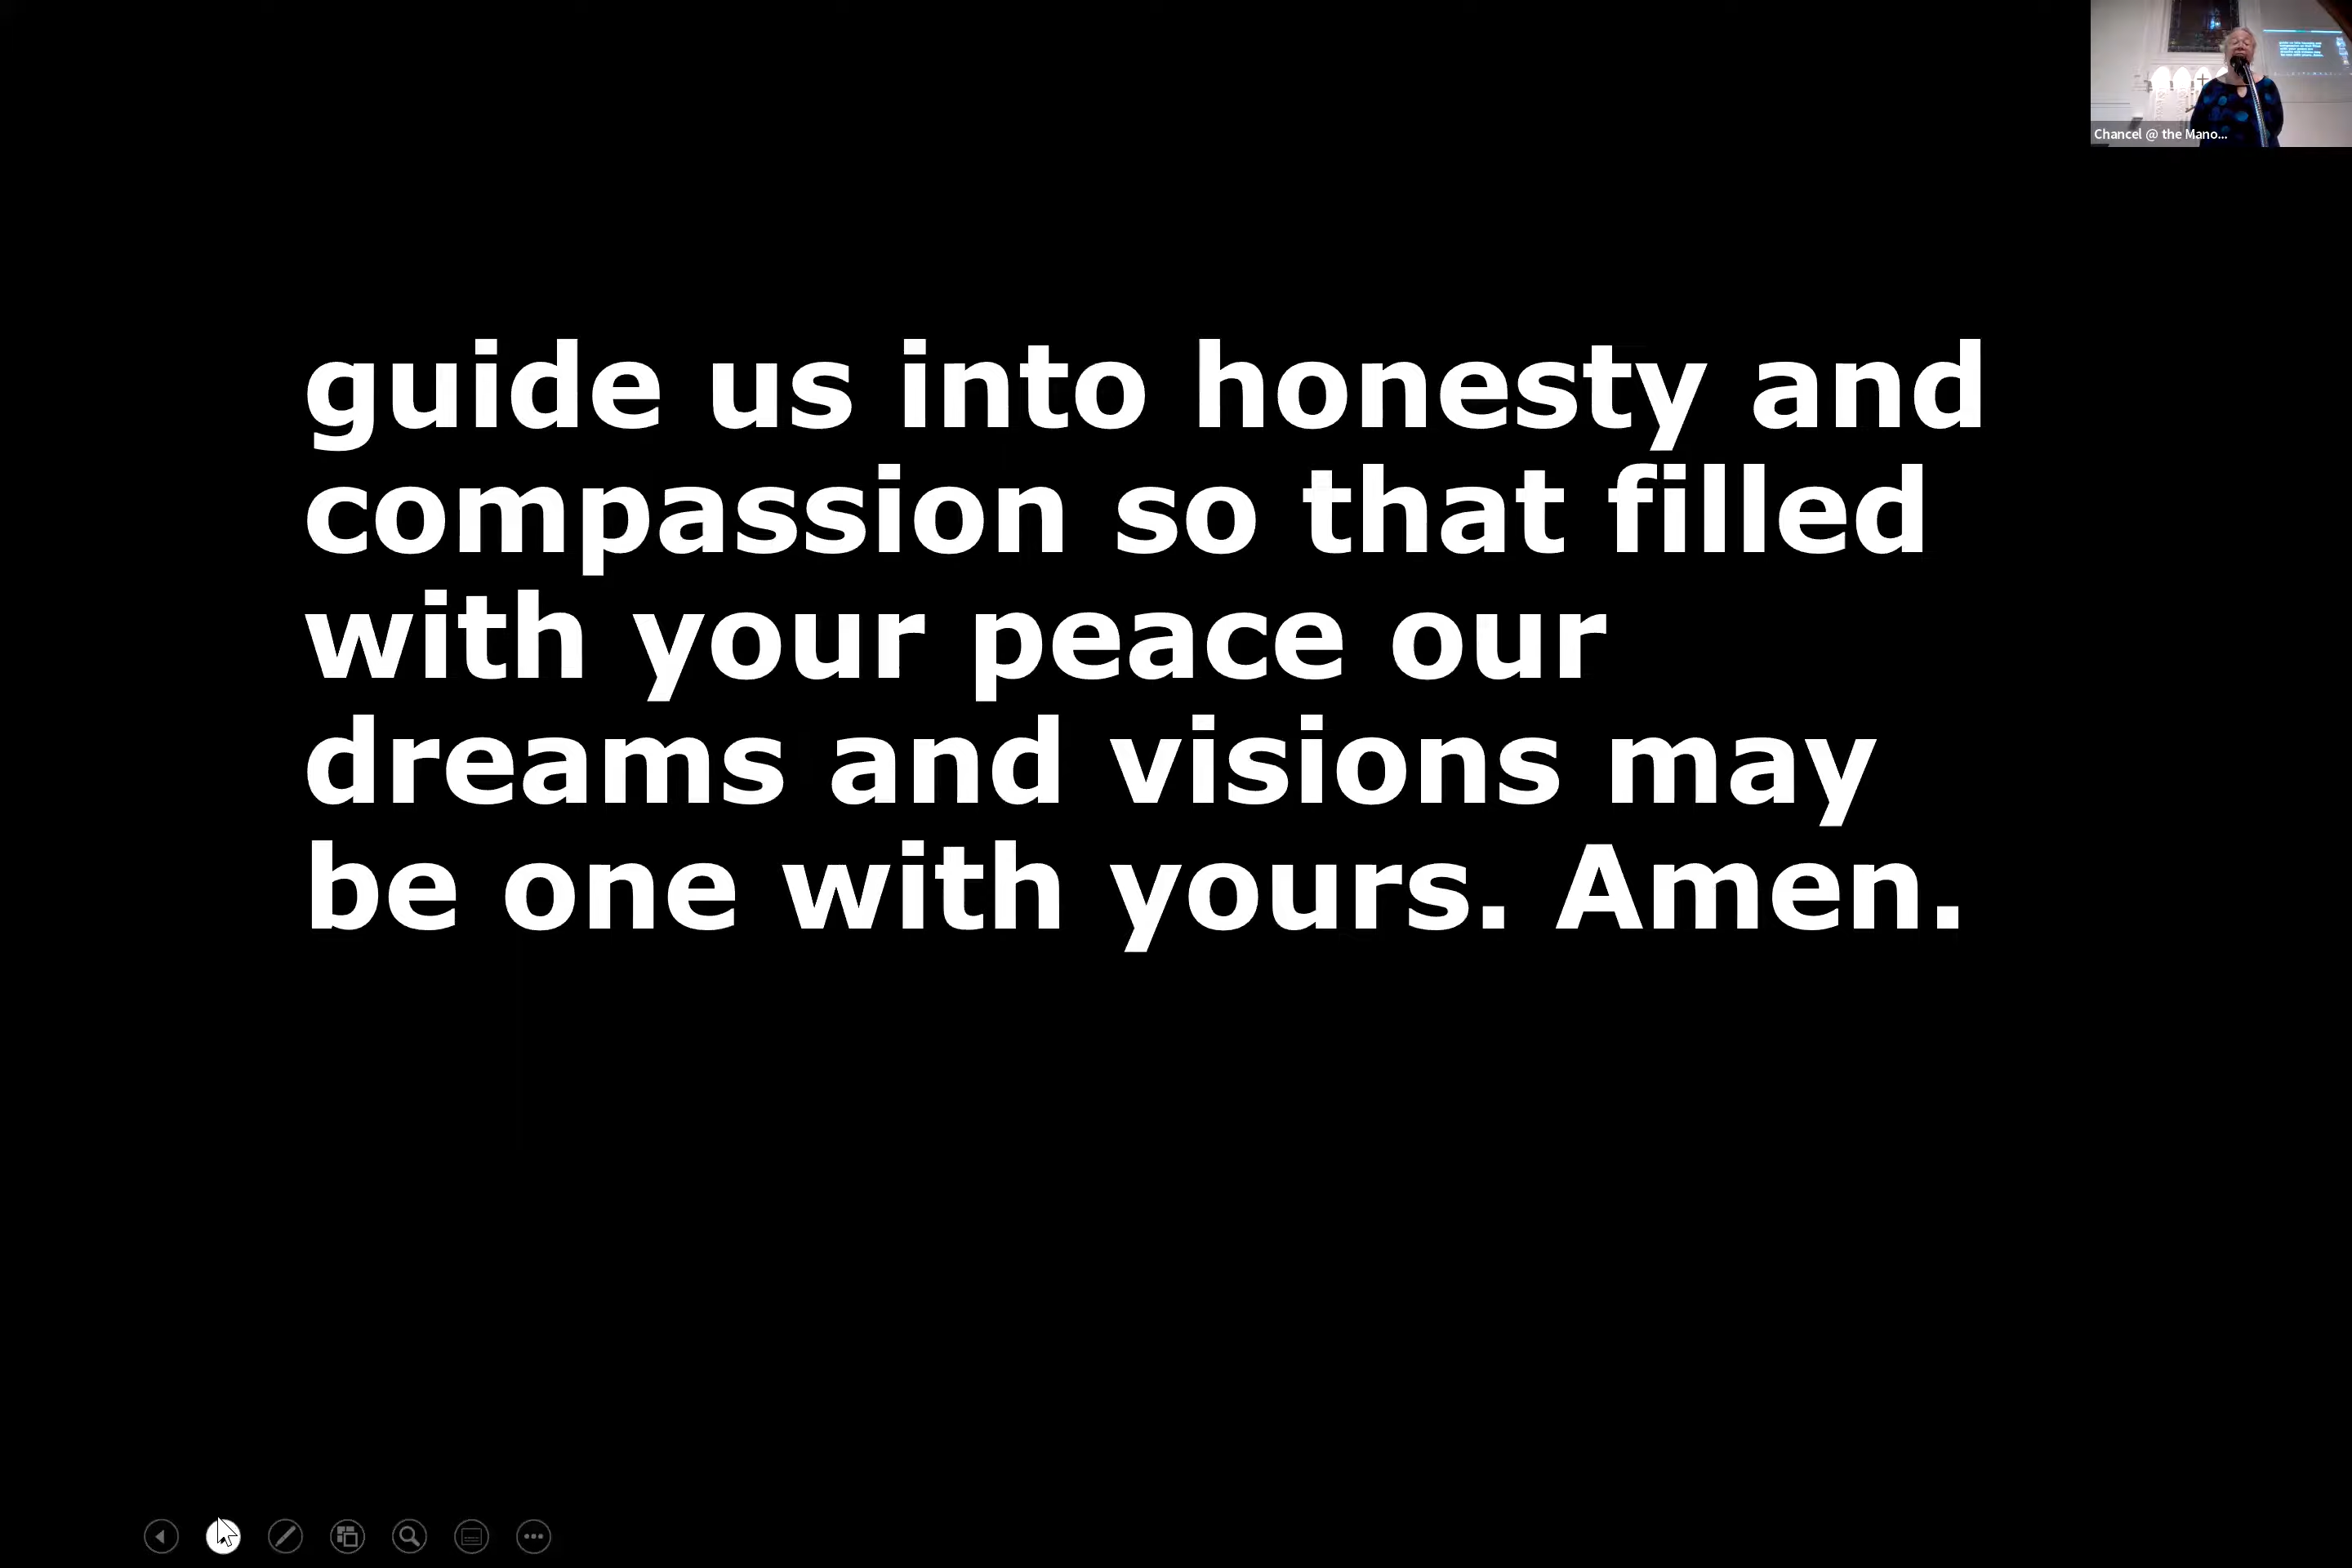 guide us into honesty and
compassion so that filled
with your peace our
dreams and visions may
be one with yours. Amen.
Chancel @ the Mano...